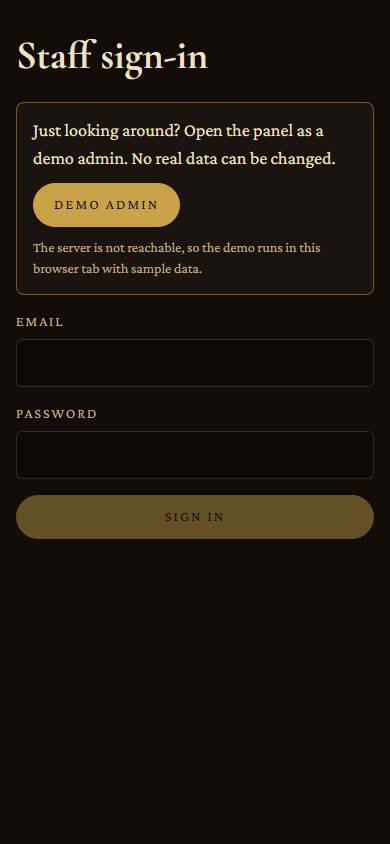 Staff sign-in
Just looking around? Open the panel as a
demo admin. No real data can be changed.
DEMO ADMIN
The server is not reachable, so the demo runs in this
browser tab with sample data.
EMAIL
PASSWORD
SIGN IN